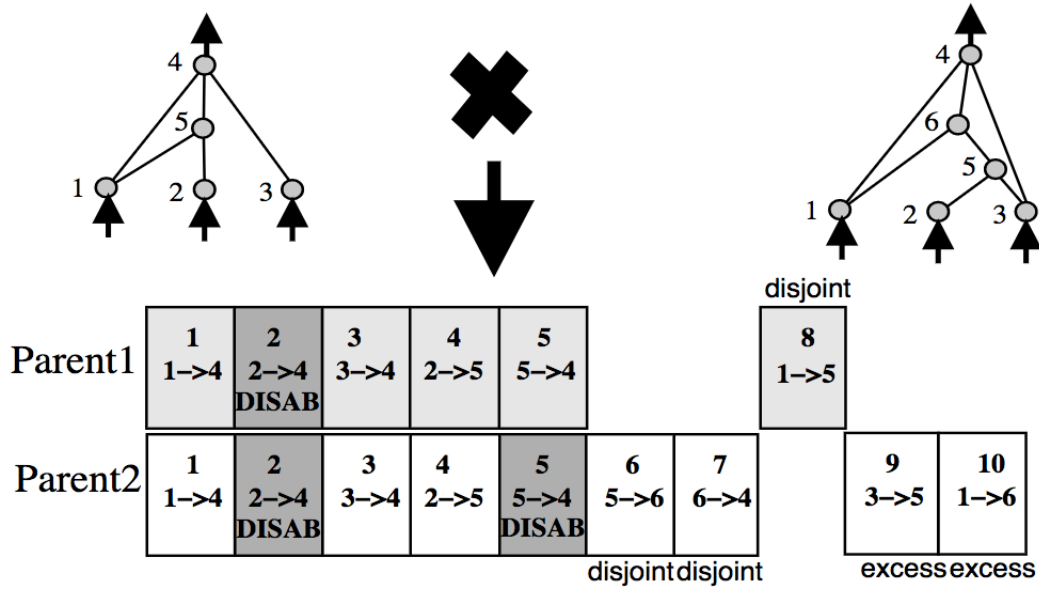 4
5
1
2
3
4
6
5
1
2
3
disjoint
Parent1
1 2 3 4 5 8
1–>4 2–>4 3–>4 2–>5 5–>4 1–>5
DISAB
Parent2
1 2 3 4 5 6 7 9 10
1–>4 2–>4 3–>4 2–>5 5–>4 5–>6 6–>4 3–>5 1–>6
DISAB DISAB
disjoint disjoint excess excess